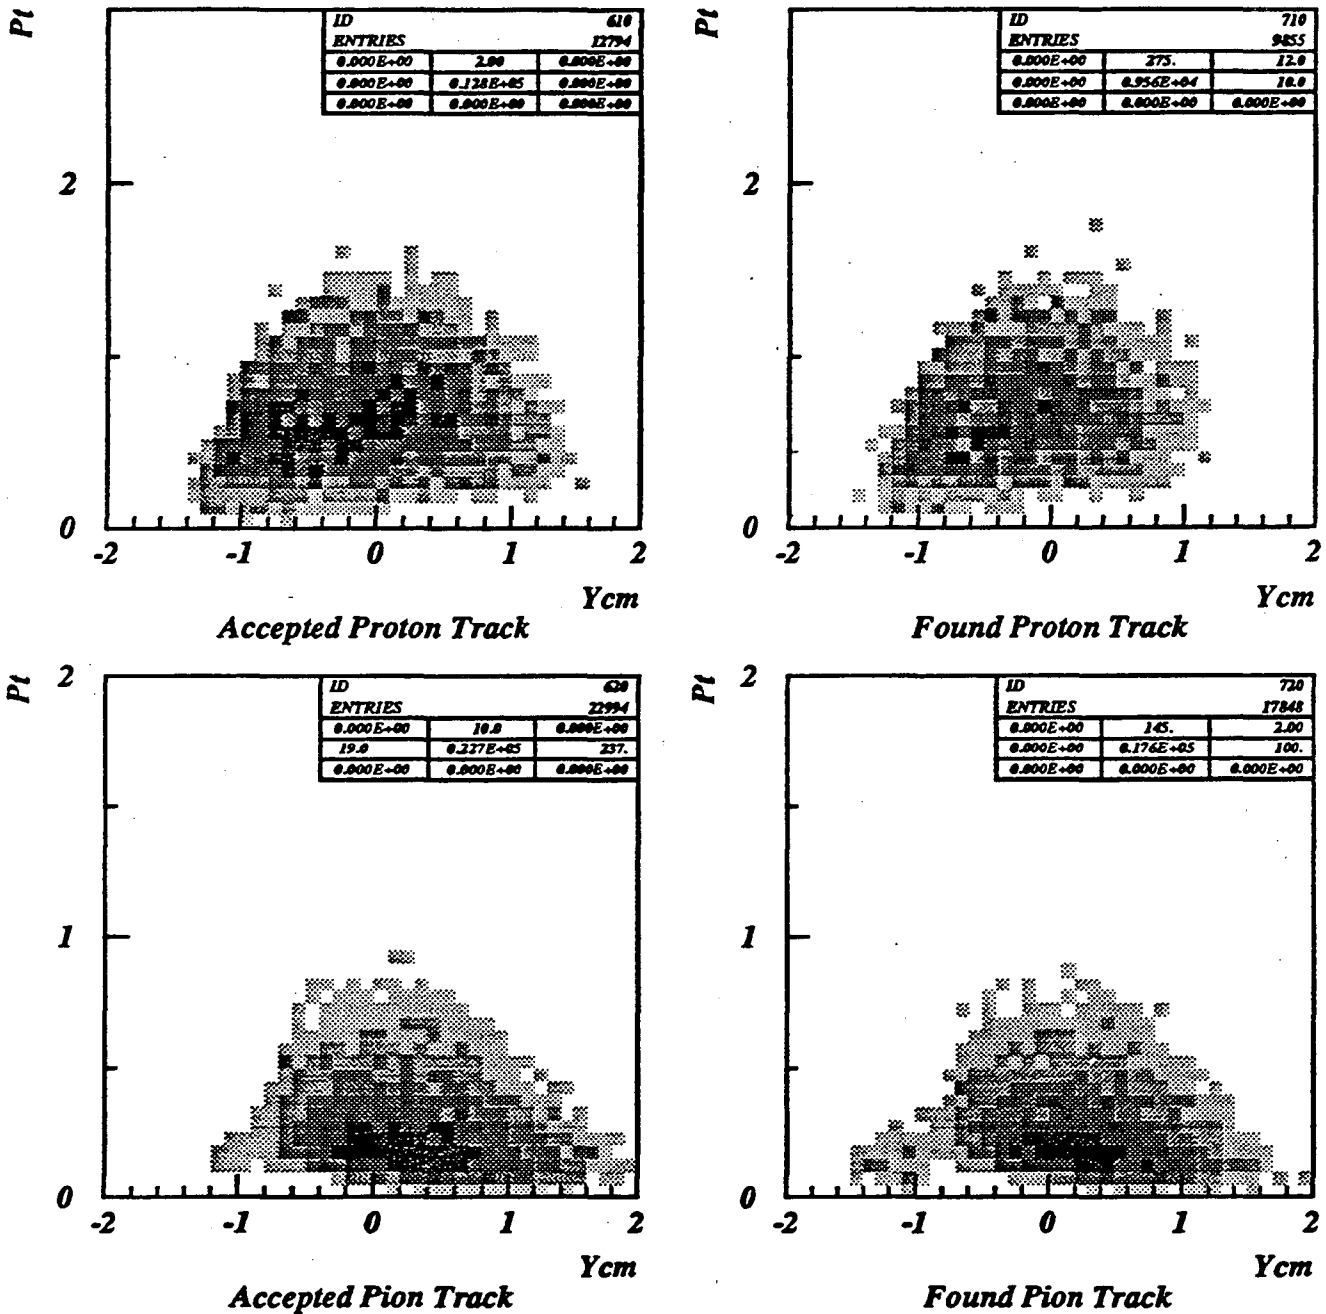 Pt
ID 610
ENTRIES 12794
0.000E+00 2.00 0.000E+00
0.000E+00 0.128E+05 0.000E+00
0.000E+00 0.000E+00 0.000E+00
2
0
-2 -1 0 1 2
Ycm
Accepted Proton Track
Pt
ID 710
ENTRIES 9855
0.000E+00 275. 12.0
0.000E+00 0.956E+04 10.0
0.000E+00 0.000E+00 0.000E+00
2
0
-2 -1 0 1 2
Ycm
Found Proton Track
Pt
2
ID 620
ENTRIES 22994
0.000E+00 10.0 0.000E+00
19.0 0.227E+05 237.
0.000E+00 0.000E+00 0.000E+00
1
0
-2 -1 0 1 2
Ycm
Accepted Pion Track
Pt
2
ID 720
ENTRIES 17848
0.000E+00 145. 2.00
0.000E+00 0.176E+05 100.
0.000E+00 0.000E+00 0.000E+00
1
0
-2 -1 0 1 2
Ycm
Found Pion Track